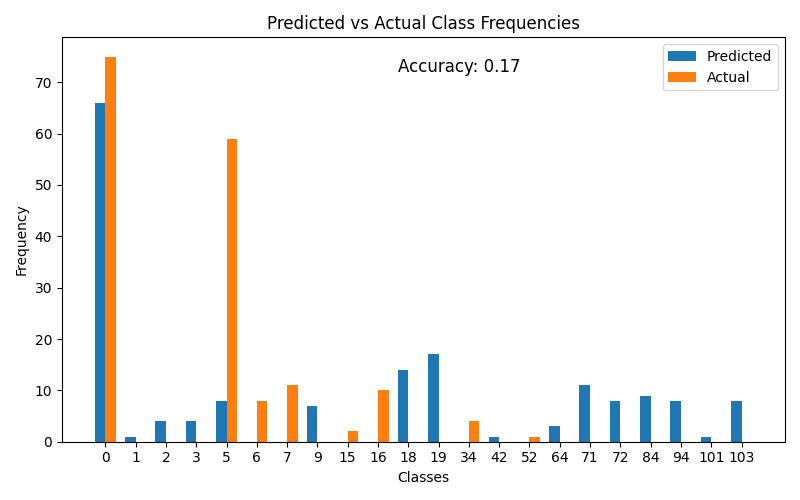 Predicted vs Actual Class Frequencies
Accuracy: 0.17
Predicted
Actual
Frequency
70
60
50
40
30
20
10
0
0 1 2 3 5 6 7 9 15 16 18 19 34 42 52 64 71 72 84 94 101 103
Classes